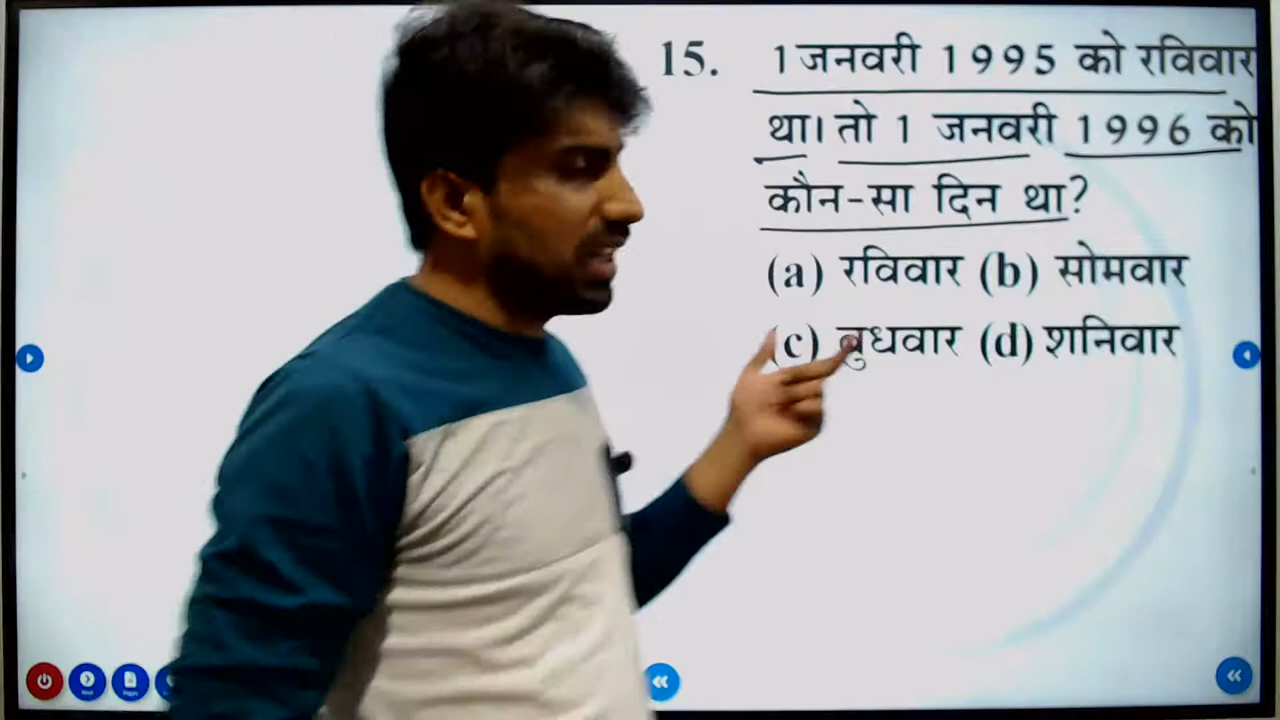 15. 1 जनवरी 1995 को रविवार
था। तो 1 जनवरी 1996 को
कौन-सा दिन था?
(a) रविवार (b) सोमवार
(c) बुधवार (d) शनिवार